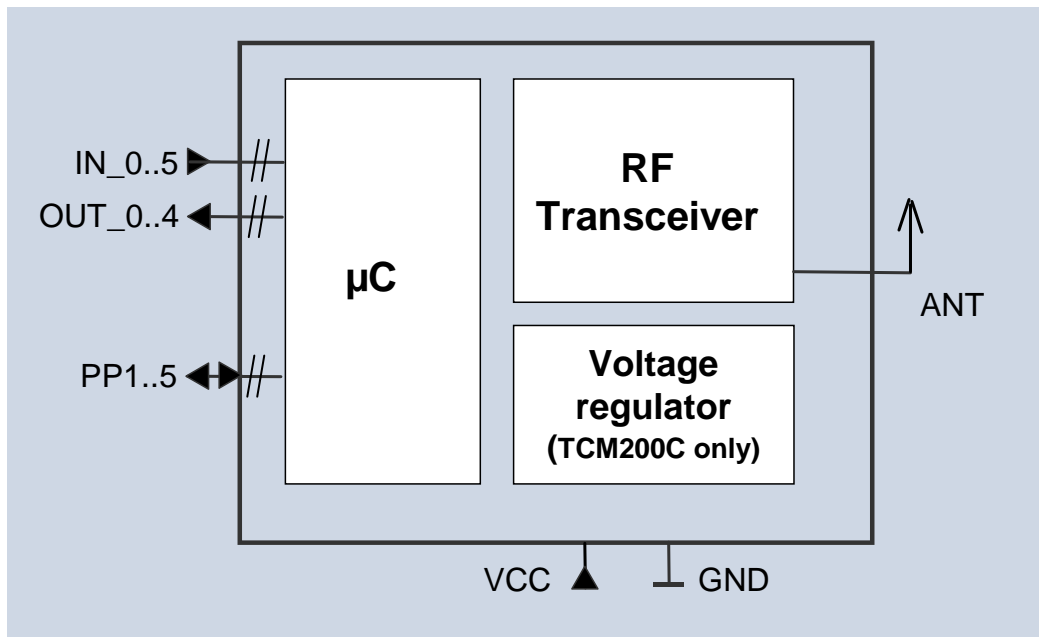 IN_0..5
OUT_0..4
PP1..5
µC
RF
Transceiver
Voltage
regulator
(TCM200C only)
ANT
VCC
GND